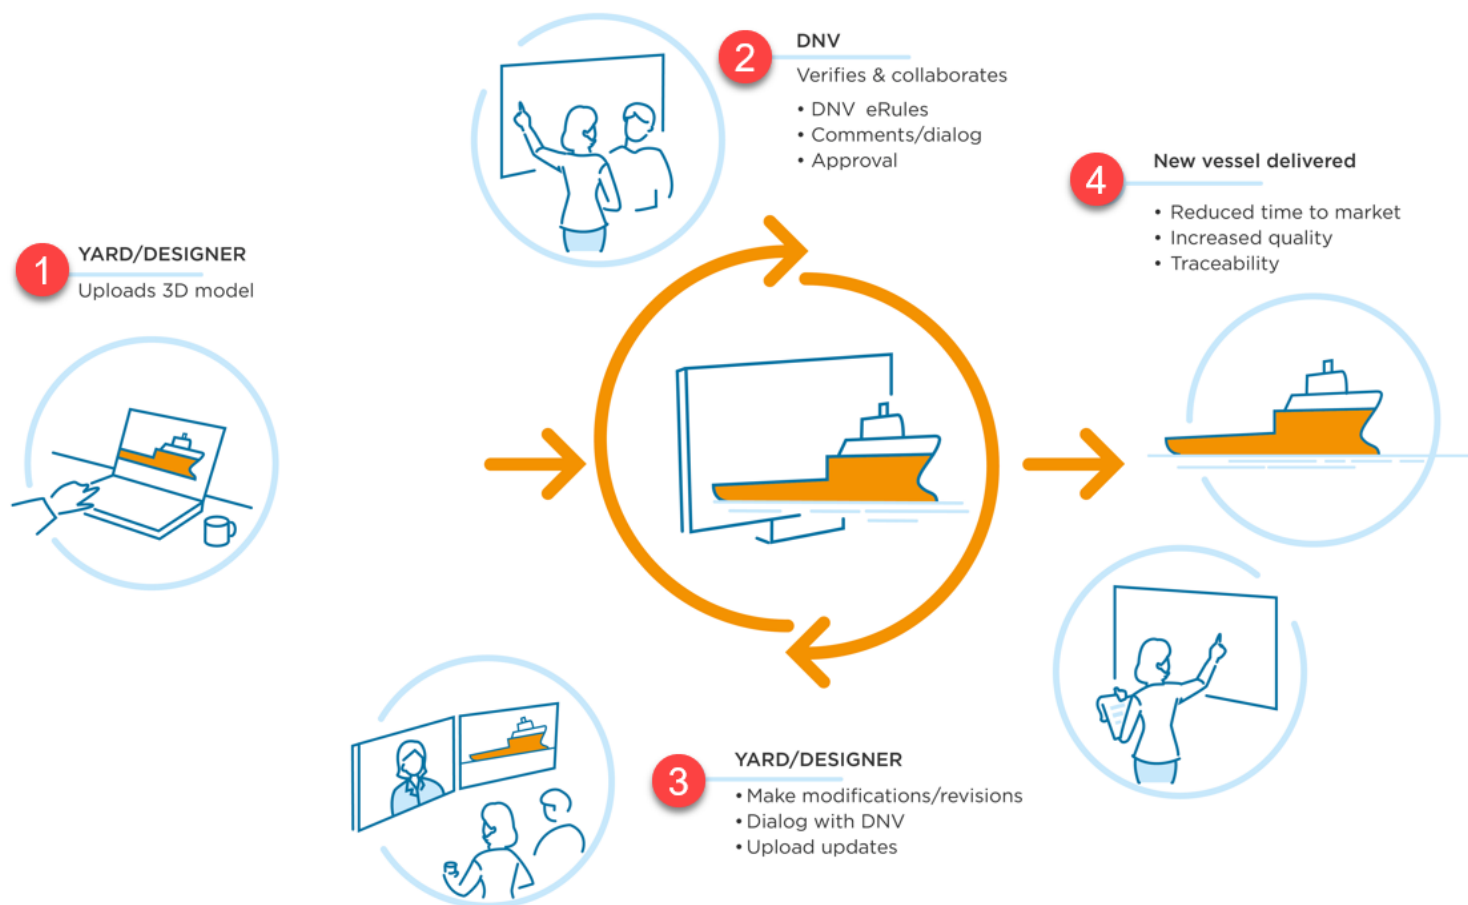 1
YARD/DESIGNER
Uploads 3D model
2
DNV
Verifies & collaborates
• DNV eRules
• Comments/dialog
• Approval
3
YARD/DESIGNER
• Make modifications/revisions
• Dialog with DNV
• Upload updates
4
New vessel delivered
• Reduced time to market
• Increased quality
• Traceability